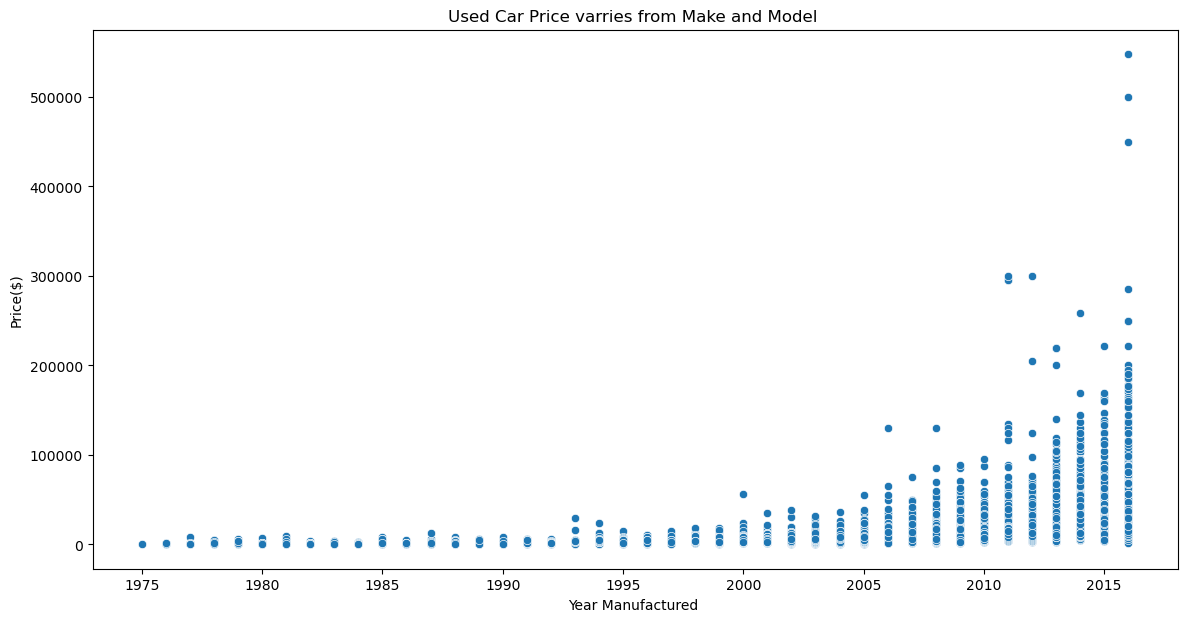 Used Car Price varries from Make and Model
500000
400000
300000
200000
100000
0
Price($)
1975 1980 1985 1990 1995 2000 2005 2010 2015
Year Manufactured